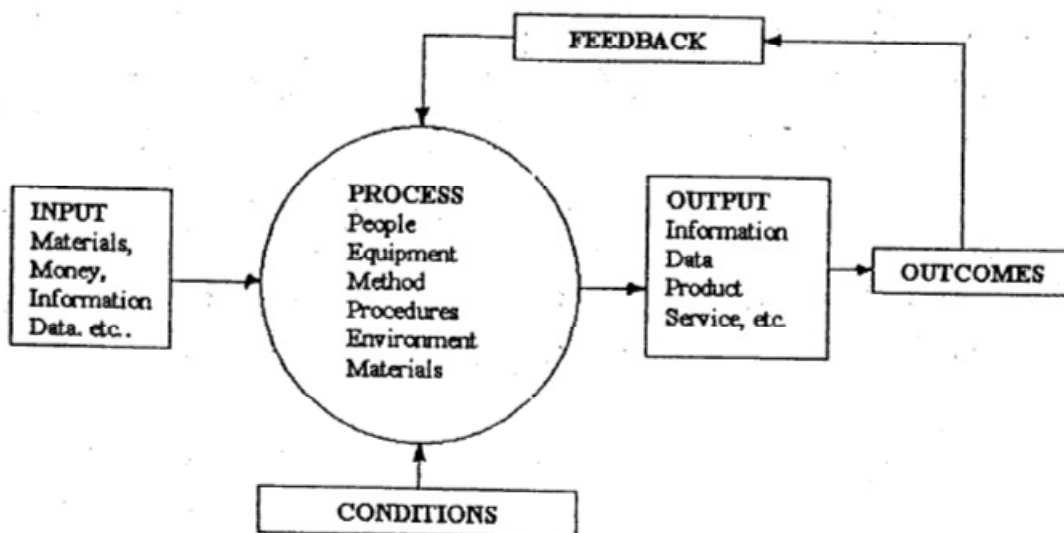 FEEDBACK
INPUT
Materials,
Money,
Information
Data. etc..
PROCESS
People
Equipment
Method
Procedures
Environment
Materials
OUTPUT
Information
Data
Product
Service, etc.
OUTCOMES
CONDITIONS